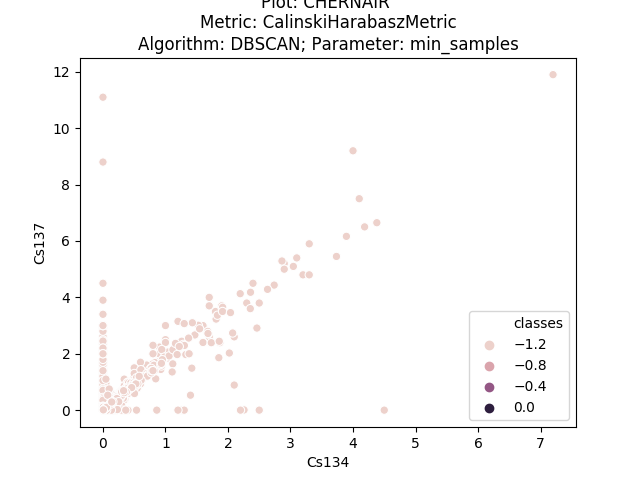 Plot: CHERNAIR
Metric: CalinskiHarabaszMetric
Algorithm: DBSCAN; Parameter: min_samples
12
10
8
6
4
2
0
Cs137
classes
−1.2
−0.8
−0.4
0.0
0 1 2 3 4 5 6 7
Cs134